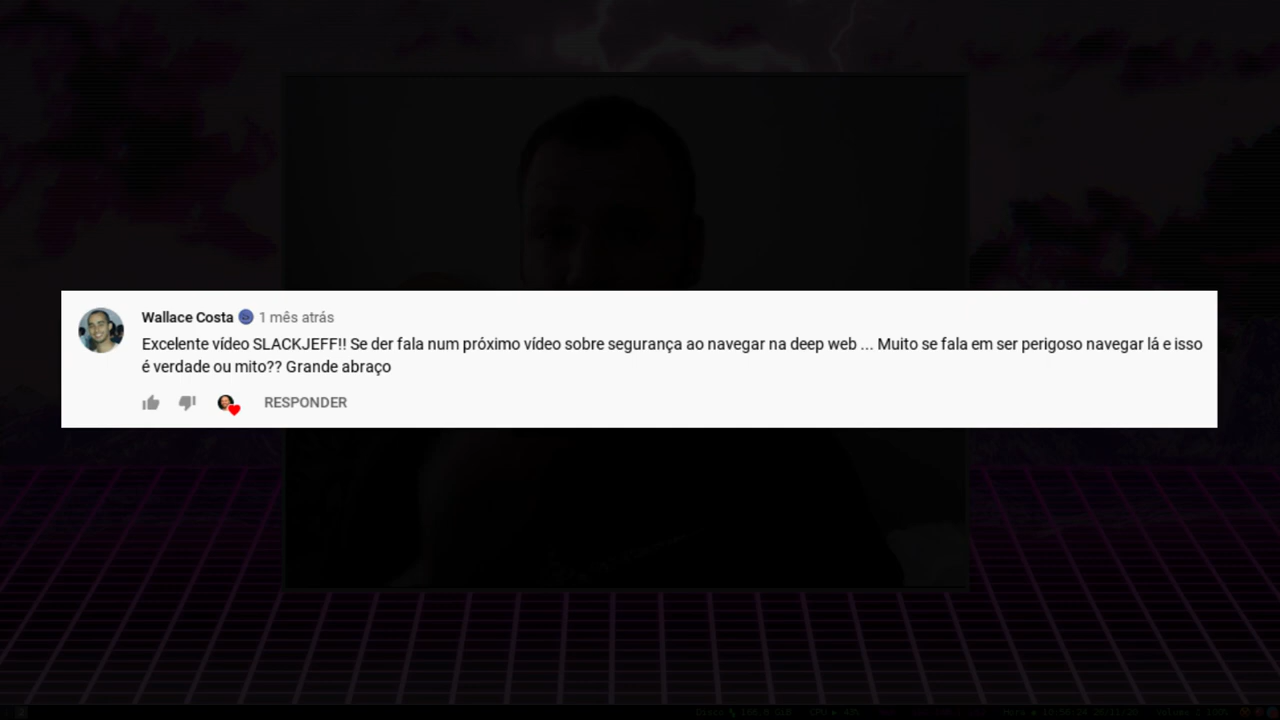 Wallace Costa 1 mês atrás
Excelente vídeo SLACKJEFF!! Se der fala num próximo vídeo sobre segurança ao navegar na deep web ... Muito se fala em ser perigoso navegar lá e isso
é verdade ou mito?? Grande abraço
RESPONDER